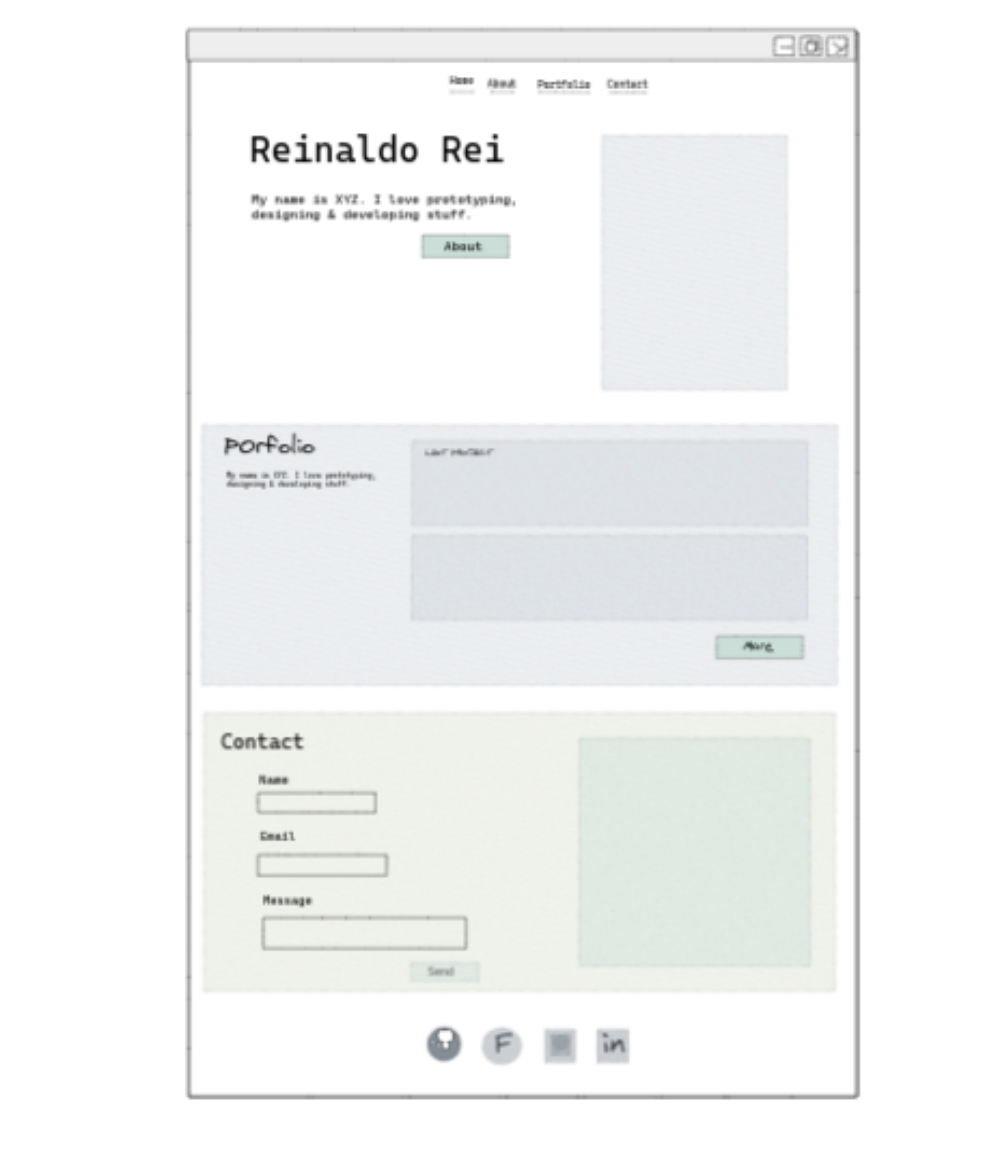 Home About Portfolio Contact
Reinaldo Rei
My name is XYZ. I love prototyping,
designing & developing stuff.
About
Porfolio
My name is XYZ. I love prototyping,
designing & developing stuff.
More
Contact
Name
Email
Message
Send
F in